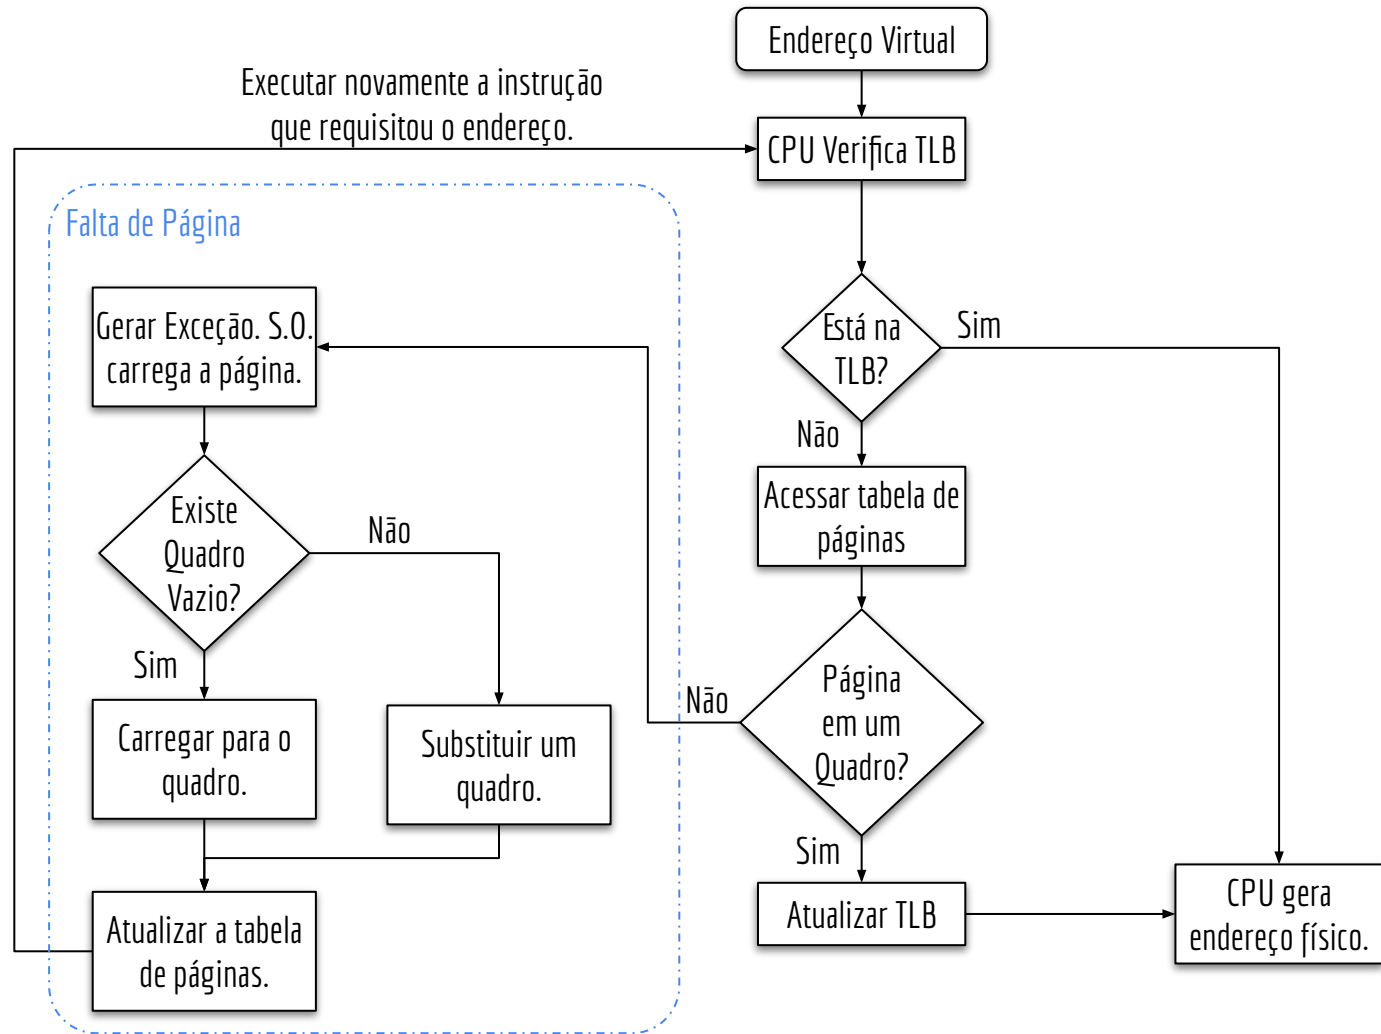 Endereço Virtual
Executar novamente a instrução
que requisitou o endereço.
CPU Verifica TLB
Falta de Página
Gerar Exceção. S.O.
carrega a página.
Está na
TLB?
Sim
Não
Acessar tabela de
páginas
Existe
Quadro
Vazio?
Não
Sim
Página
em um
Quadro?
Não
Sim
Carregar para o
quadro.
Substituir um
quadro.
Atualizar a tabela
de páginas.
Atualizar TLB
CPU gera
endereço físico.